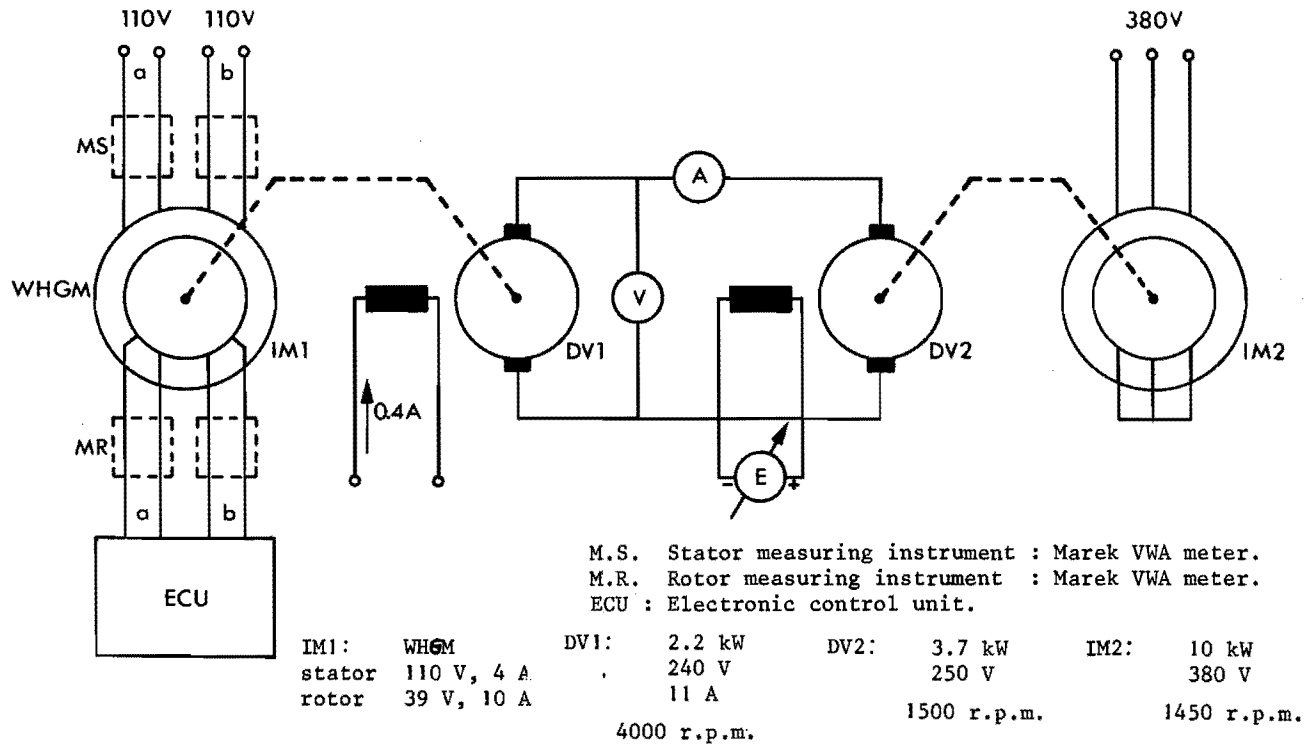 110V 110V 380V
a b
MS
A
WHGM
V
IM1
DV1
DV2
IM2
0.4A
MR
E
- +
a b
ECU
M.S. Stator measuring instrument : Marek VWA meter.
M.R. Rotor measuring instrument : Marek VWA meter.
ECU : Electronic control unit.
IM1: WHGM
stator 110 V, 4 A
rotor 39 V, 10 A
DV1: 2.2 kW
240 V
11 A
4000 r.p.m.
DV2: 3.7 kW
250 V
1500 r.p.m.
IM2: 10 kW
380 V
1450 r.p.m.